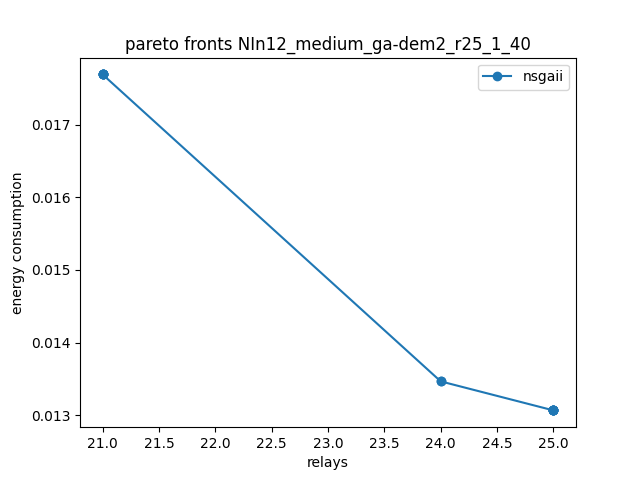 pareto fronts NIn12_medium_ga-dem2_r25_1_40
nsgaii
0.017
0.016
0.015
0.014
0.013
energy consumption
21.0 21.5 22.0 22.5 23.0 23.5 24.0 24.5 25.0
relays